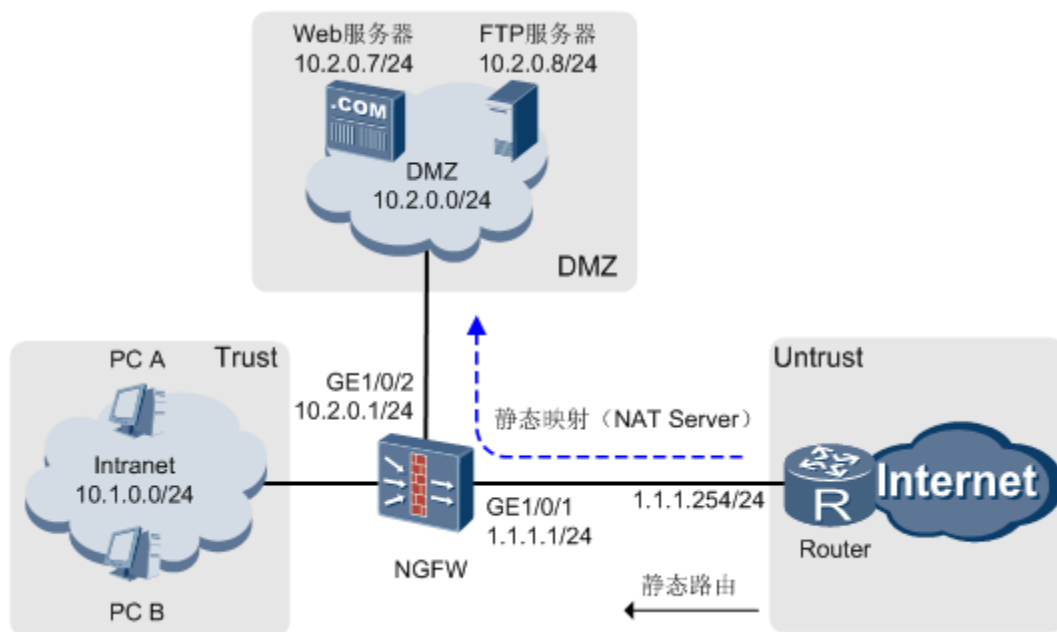 Web服务器
10.2.0.7/24
FTP服务器
10.2.0.8/24
.COM
DMZ
10.2.0.0/24
DMZ
PC A
Trust
Intranet
10.1.0.0/24
PC B
GE1/0/2
10.2.0.1/24
NGFW
GE1/0/1
1.1.1.1/24
静态映射（NAT Server）
1.1.1.254/24
静态路由
Untrust
R
Router
Internet